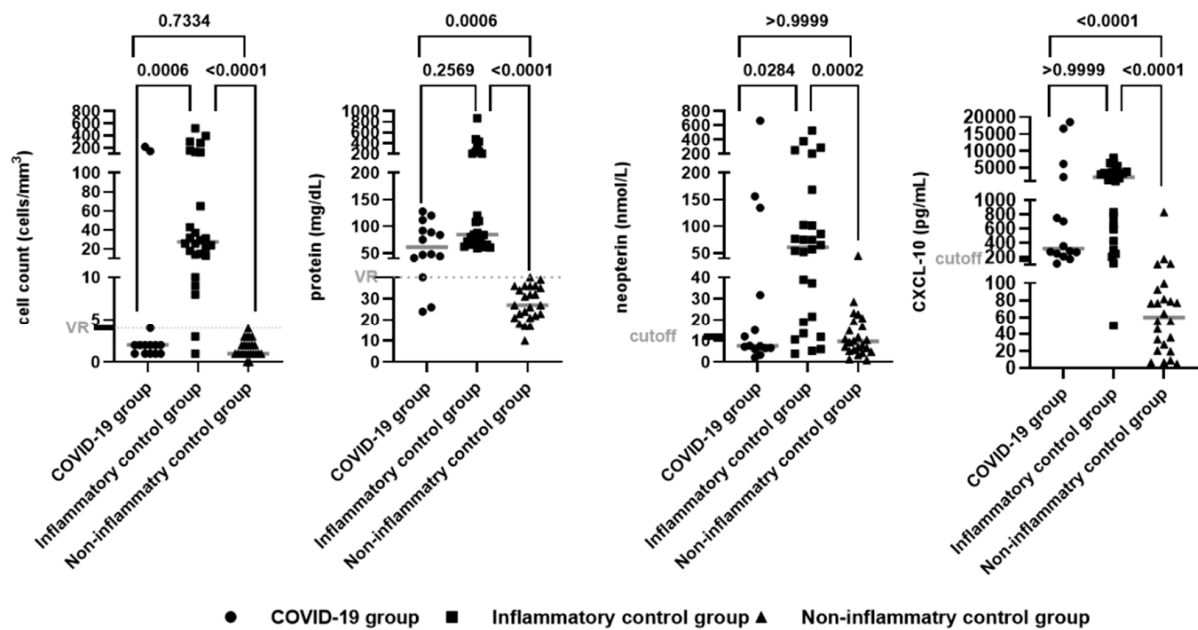 0.7334
0.0006 <0.0001
cell count (cells/mm³)
800
600
400
200
100
80
60
40
20
10
5
0
VR
COVID-19 group
Inflammatory control group
Non-inflammatry control group
0.0006
0.2569 <0.0001
protein (mg/dL)
1000
800
600
400
200
200
150
100
50
VR
30
20
10
0
COVID-19 group
Inflammatory control group
Non-inflammatry control group
>0.9999
0.0284 0.0002
neopterin (nmol/L)
800
600
400
200
200
150
100
50
40
30
20
10
0
cutoff
COVID-19 group
Inflammatory control group
Non-inflammatry control group
<0.0001
>0.9999 <0.0001
CXCL-10 (pg/mL)
20000
15000
10000
5000
1000
800
600
400
200
cutoff
100
80
60
40
20
0
COVID-19 group
Inflammatory control group
Non-inflammatry control group
COVID-19 group Inflammatory control group Non-inflammatry control group